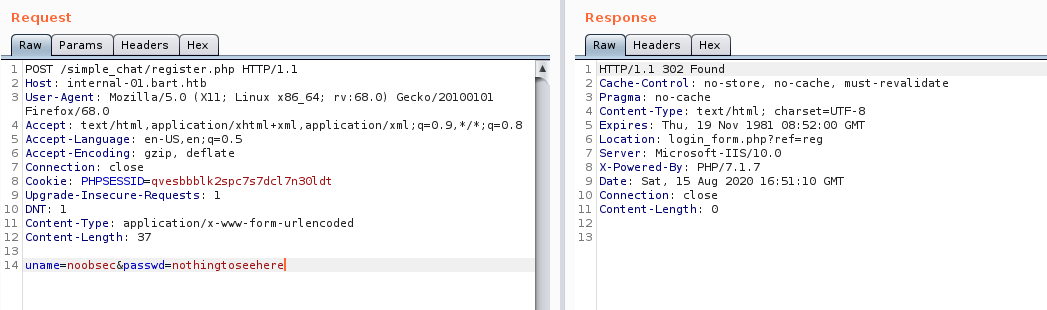 Request
Raw Params Headers Hex
1 POST /simple_chat/register.php HTTP/1.1
2 Host: internal-01.bart.htb
3 User-Agent: Mozilla/5.0 (X11; Linux x86_64; rv:68.0) Gecko/20100101
Firefox/68.0
4 Accept: text/html,application/xhtml+xml,application/xml;q=0.9,*/*;q=0.8
5 Accept-Language: en-US,en;q=0.5
6 Accept-Encoding: gzip, deflate
7 Connection: close
8 Cookie: PHPSESSID=qvesbbblk2spc7s7dcl7n30ldt
9 Upgrade-Insecure-Requests: 1
10 DNT: 1
11 Content-Type: application/x-www-form-urlencoded
12 Content-Length: 37
13
14 uname=noobsec&passwd=nothingtoseehere
Response
Raw Headers Hex
1 HTTP/1.1 302 Found
2 Cache-Control: no-store, no-cache, must-revalidate
3 Pragma: no-cache
4 Content-Type: text/html; charset=UTF-8
5 Expires: Thu, 19 Nov 1981 08:52:00 GMT
6 Location: login_form.php?ref=reg
7 Server: Microsoft-IIS/10.0
8 X-Powered-By: PHP/7.1.7
9 Date: Sat, 15 Aug 2020 16:51:10 GMT
10 Connection: close
11 Content-Length: 0
12
13